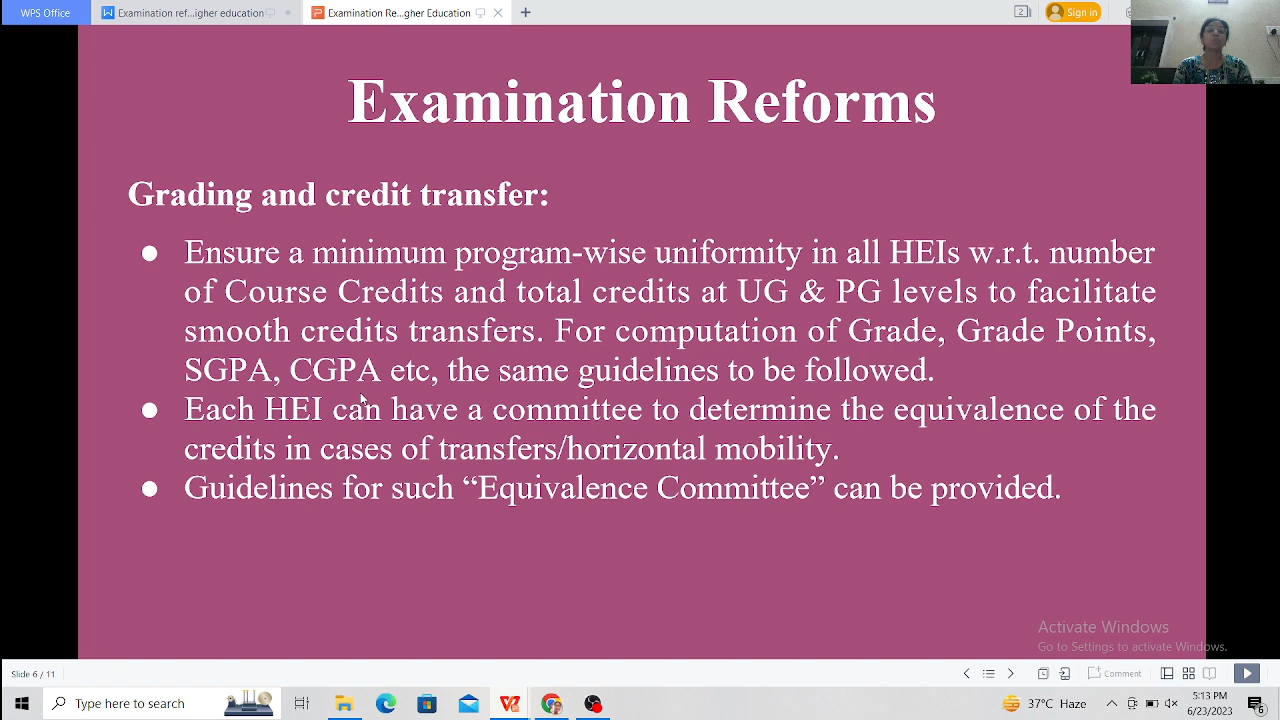 WPS Office
ref...igher education
Examination Re...gher Education
2
Sign in
Examination Reforms
Grading and credit transfer:
Ensure a minimum program-wise uniformity in all HEIs w.r.t. number
of Course Credits and total credits at UG & PG levels to facilitate
smooth credits transfers. For computation of Grade, Grade Points,
SGPA, CGPA etc, the same guidelines to be followed.
Each HEI can have a committee to determine the equivalence of the
credits in cases of transfers/horizontal mobility.
Guidelines for such “Equivalence Committee” can be provided.
Activate Windows
Go to Settings to activate Windows.
Slide 6 / 11
Comment
Type here to search
37°C Haze
5:13 PM
6/23/2023
6